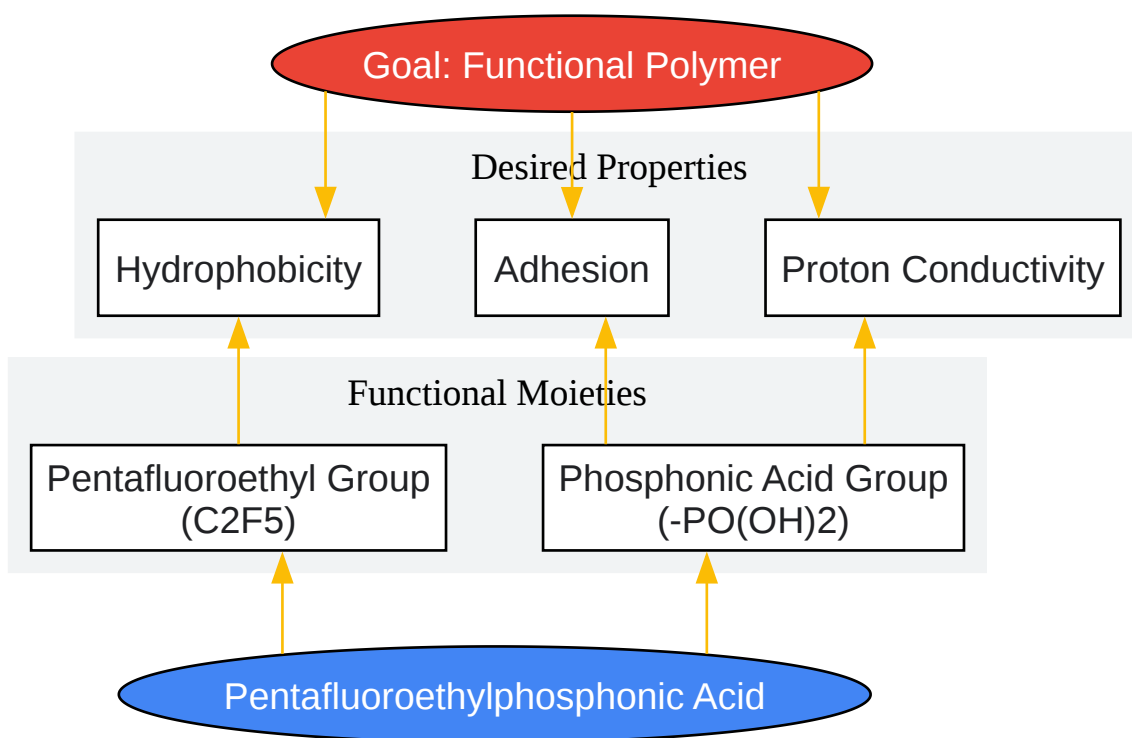 Goal: Functional Polymer
Desired Properties
Hydrophobicity
Adhesion
Proton Conductivity
Functional Moieties
Pentafluoroethyl Group
(C2F5)
Phosphonic Acid Group
(-PO(OH)2)
Pentafluoroethylphosphonic Acid